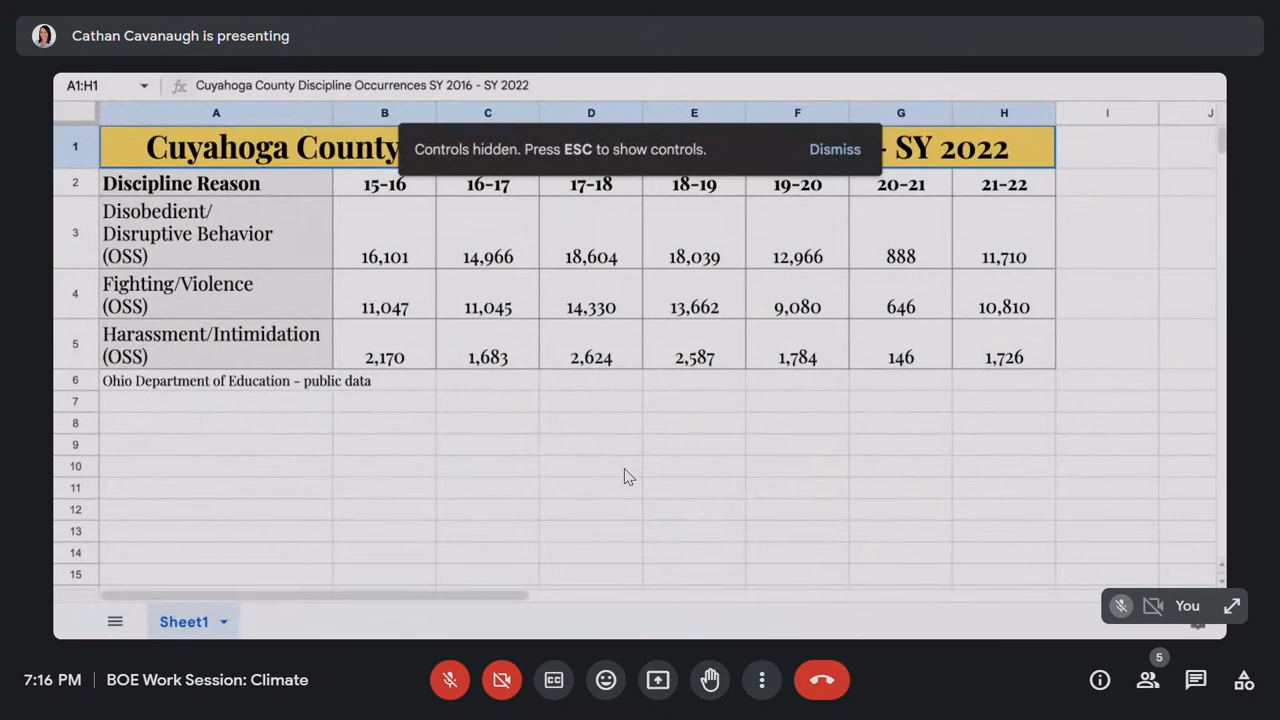 Cathan Cavanaugh is presenting
A1:H1
fx Cuyahoga County Discipline Occurrences SY 2016 - SY 2022
A B C D E F G H I J
1 Cuyahoga County - SY 2022
Controls hidden. Press ESC to show controls. Dismiss
2 Discipline Reason 15-16 16-17 17-18 18-19 19-20 20-21 21-22
Disobedient/
3 Disruptive Behavior
(OSS) 16,101 14,966 18,604 18,039 12,966 888 11,710
4 Fighting/Violence
(OSS) 11,047 11,045 14,330 13,662 9,080 646 10,810
5 Harassment/Intimidation
(OSS) 2,170 1,683 2,624 2,587 1,784 146 1,726
6 Ohio Department of Education - public data
7
8
9
10
11
12
13
14
15
You
Sheet1
5
7:16 PM | BOE Work Session: Climate